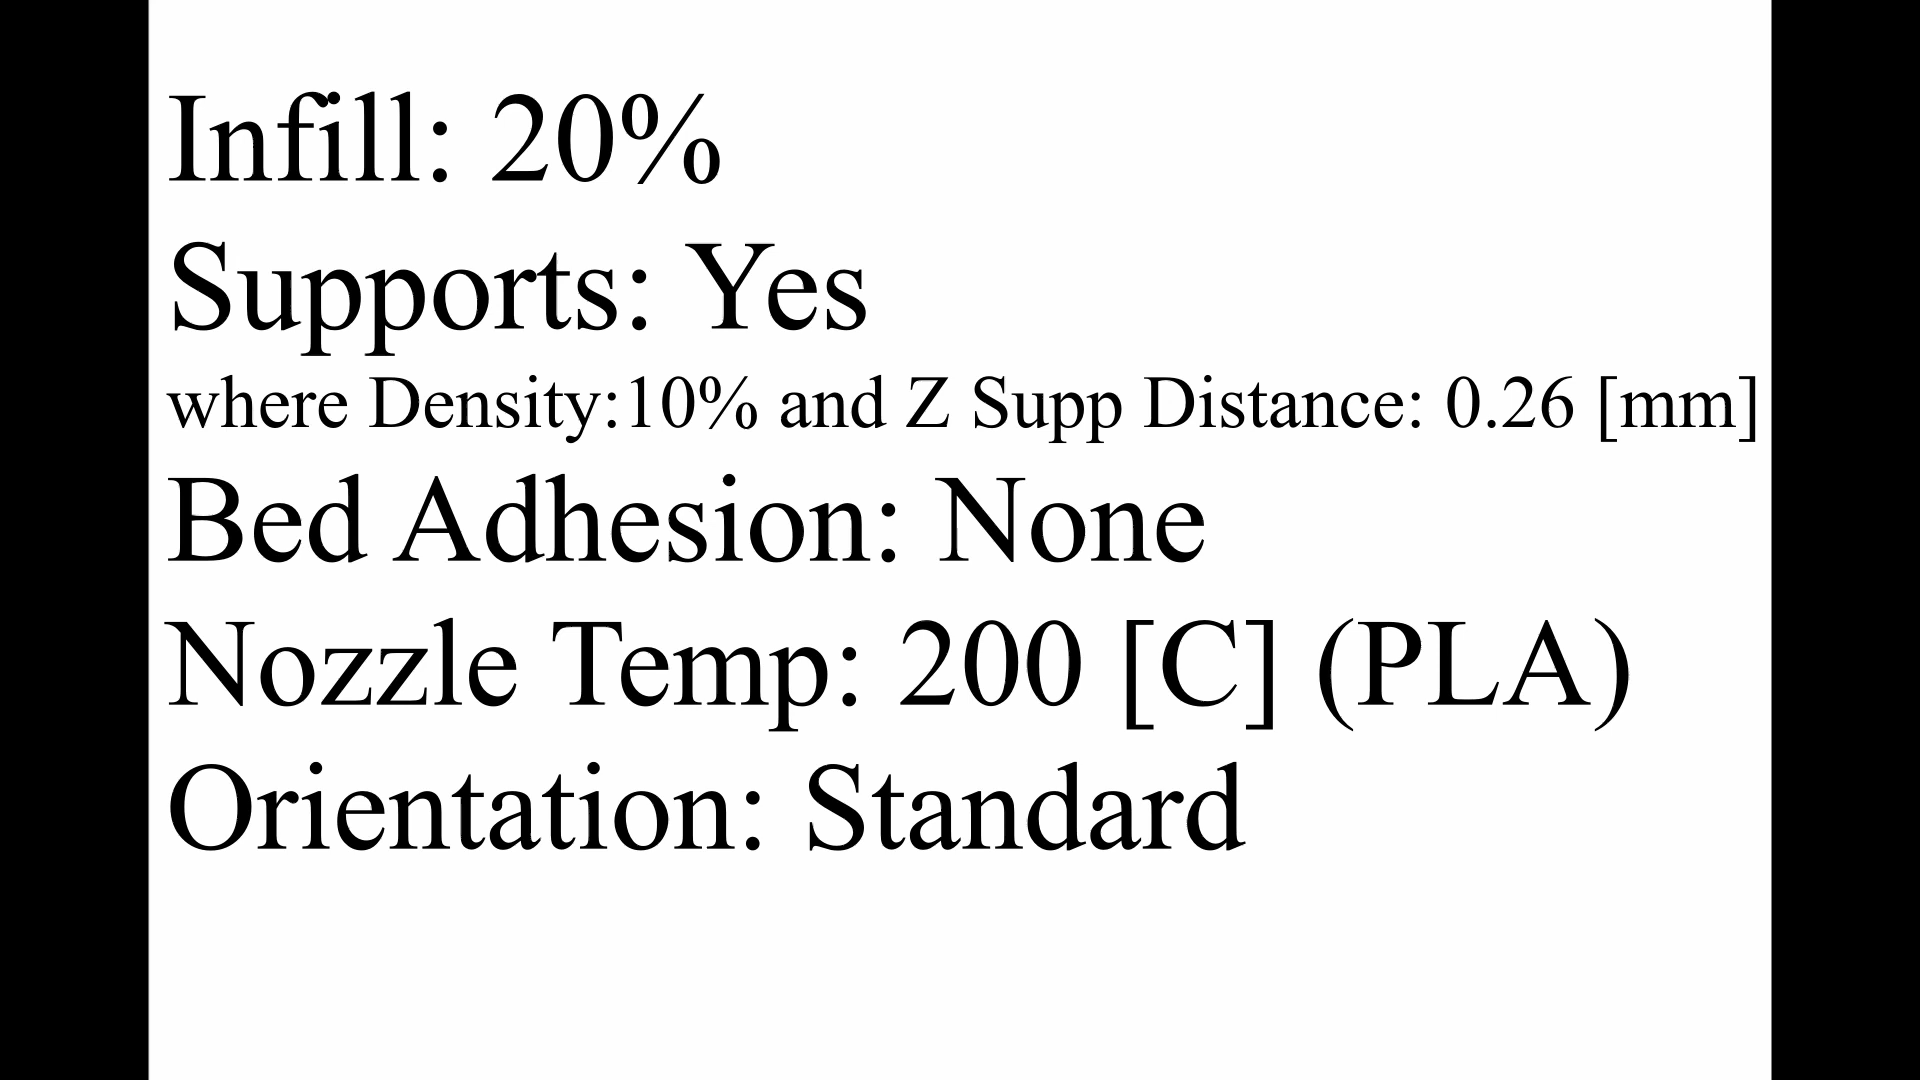 Infill: 20%
Supports: Yes
where Density:10% and Z Supp Distance: 0.26 [mm]
Bed Adhesion: None
Nozzle Temp: 200 [C] (PLA)
Orientation: Standard